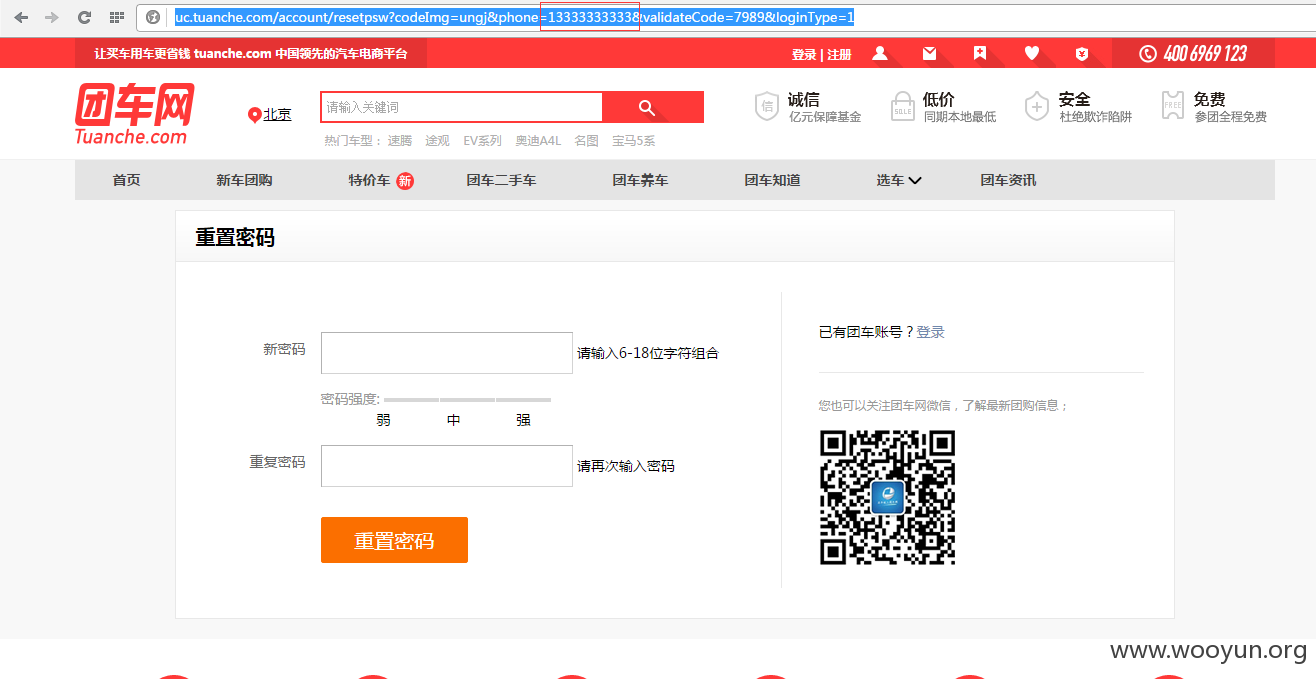 uc.tuanche.com/account/resetpsw?codeImg=ungj&phone=13333333333&validateCode=7989&loginType=1
让买车用车更省钱 tuanche.com 中国领先的汽车电商平台
登录 | 注册
400 6969 123
团车网
Tuanche.com
北京
请输入关键词
热门车型： 速腾 途观 EV系列 奥迪A4L 名图 宝马5系
信
诚信
亿元保障基金
SOLE
低价
同期本地最低
安全
杜绝欺诈陷阱
FREE
免费
参团全程免费
首页 新车团购 特价车 新 团车二手车 团车养车 团车知道 选车 团车资讯
重置密码
新密码
请输入6-18位字符组合
密码强度:
弱 中 强
重复密码
请再次输入密码
重置密码
已有团车账号？登录
您也可以关注团车网微信，了解最新团购信息；
www.wooyun.org